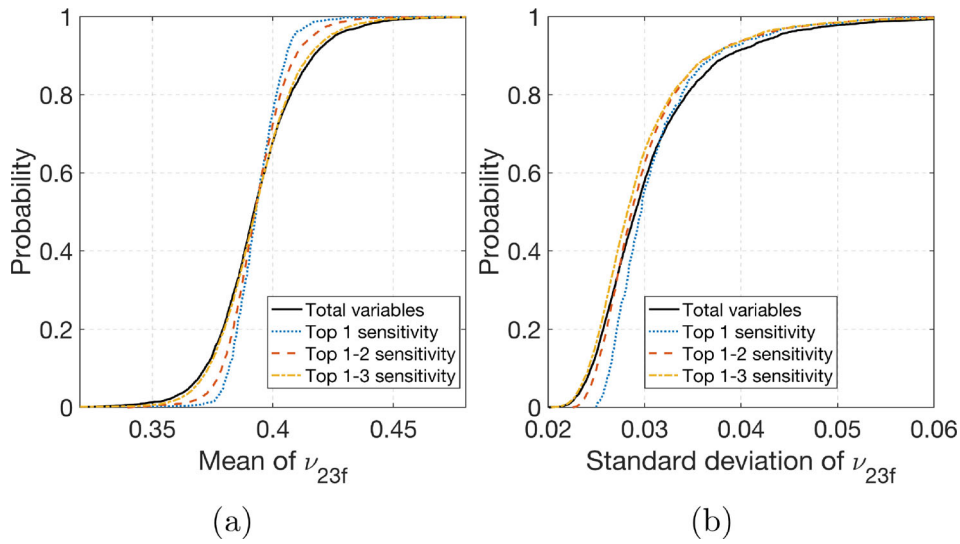 1
0.8
0.6
0.4
0.2
0
Probability
0.35 0.4 0.45
Mean of ν23f
Total variables
Top 1 sensitivity
Top 1-2 sensitivity
Top 1-3 sensitivity
(a)
1
0.8
0.6
0.4
0.2
0
Probability
0.02 0.03 0.04 0.05 0.06
Standard deviation of ν23f
Total variables
Top 1 sensitivity
Top 1-2 sensitivity
Top 1-3 sensitivity
(b)